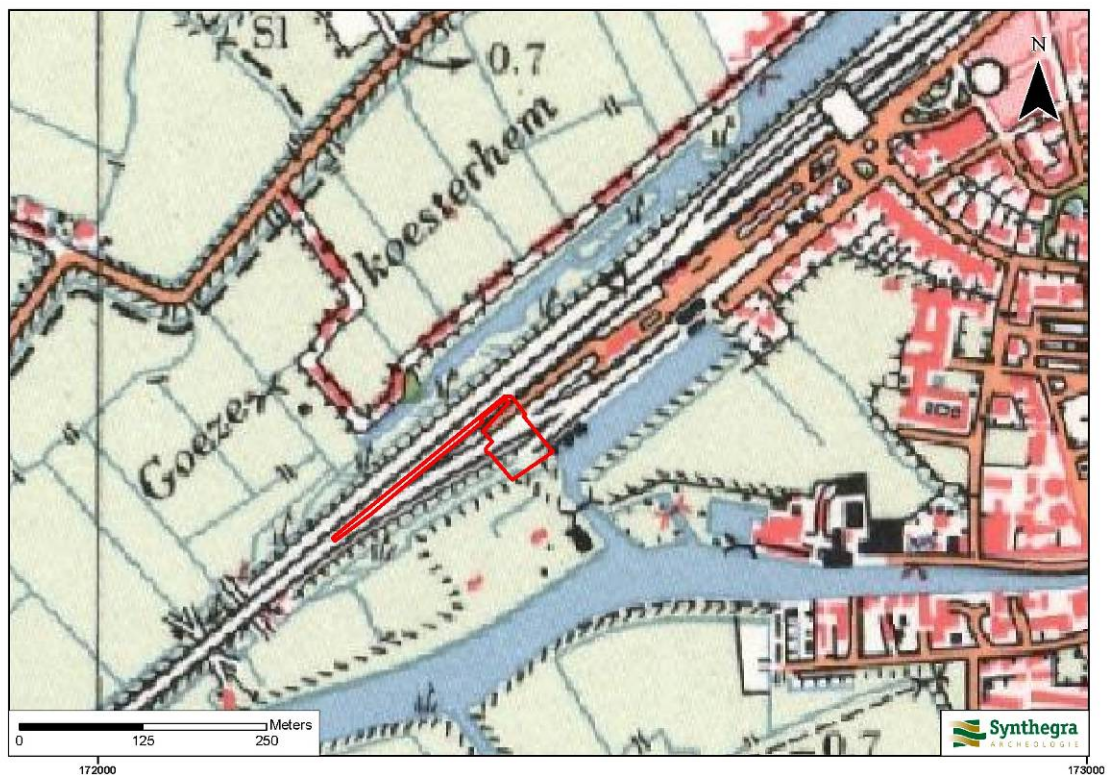 Sl
0.7
N
koesterhem
Goeze
Meters
0
125
250
-0.7
Synthegra
ARCHEOLOGIE
172000
173000